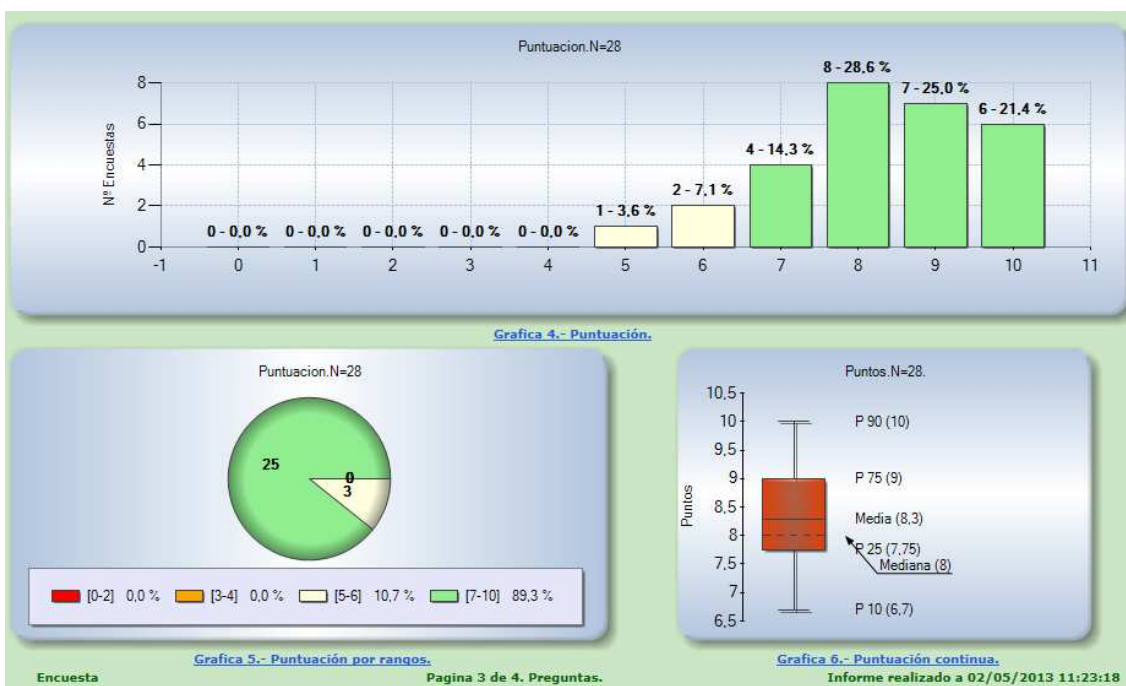 Puntuacion.N=28
Nº Encuestas
8
6
4
2
0
0 - 0,0 % 0 - 0,0 % 0 - 0,0 % 0 - 0,0 % 0 - 0,0 % 1 - 3,6 % 2 - 7,1 % 4 - 14,3 % 8 - 28,6 % 7 - 25,0 % 6 - 21,4 %
-1 0 1 2 3 4 5 6 7 8 9 10 11
Grafica 4.- Puntuación.
Puntuacion.N=28
25
0
3
[0-2] 0,0 % [3-4] 0,0 % [5-6] 10,7 % [7-10] 89,3 %
Grafica 5.- Puntuación por rangos.
Puntos.N=28.
Puntos
10,5
10
9,5
9
8,5
8
7,5
7
6,5
P 90 (10)
P 75 (9)
Media (8,3)
P 25 (7,75)
Mediana (8)
P 10 (6,7)
Grafica 6.- Puntuación continua.
Encuesta Pagina 3 de 4. Preguntas. Informe realizado a 02/05/2013 11:23:18